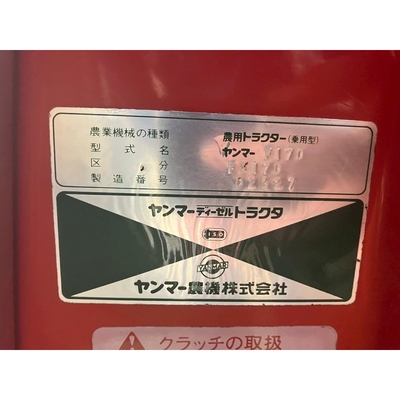 農業機械の種類 農用トラクター(乗用型)
型式名 ヤンマー
区分
製造番号
ヤンマーディーゼルトラクタ
YANMAR
ヤンマー農機株式会社
クラッチの取扱